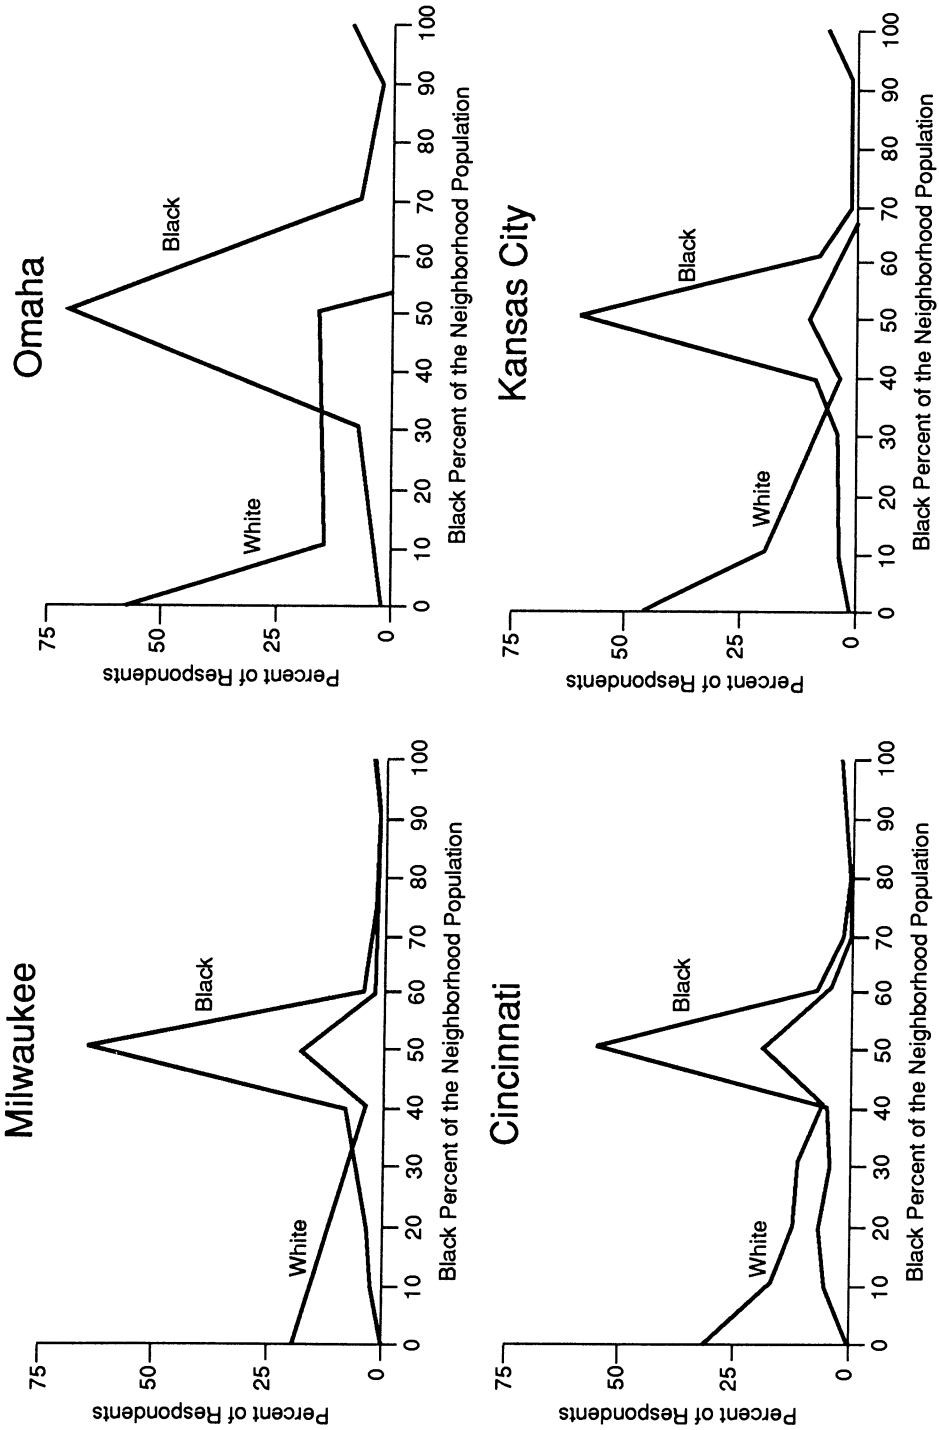 Milwaukee
Percent of Respondents
75
50
25
0
White
Black
0 10 20 30 40 50 60 70 80 90 100
Black Percent of the Neighborhood Population
Omaha
Percent of Respondents
75
50
25
0
White
Black
0 10 20 30 40 50 60 70 80 90 100
Black Percent of the Neighborhood Population
Cincinnati
Percent of Respondents
75
50
25
0
White
Black
0 10 20 30 40 50 60 70 80 90 100
Black Percent of the Neighborhood Population
Kansas City
Percent of Respondents
75
50
25
0
White
Black
0 10 20 30 40 50 60 70 80 90 100
Black Percent of the Neighborhood Population